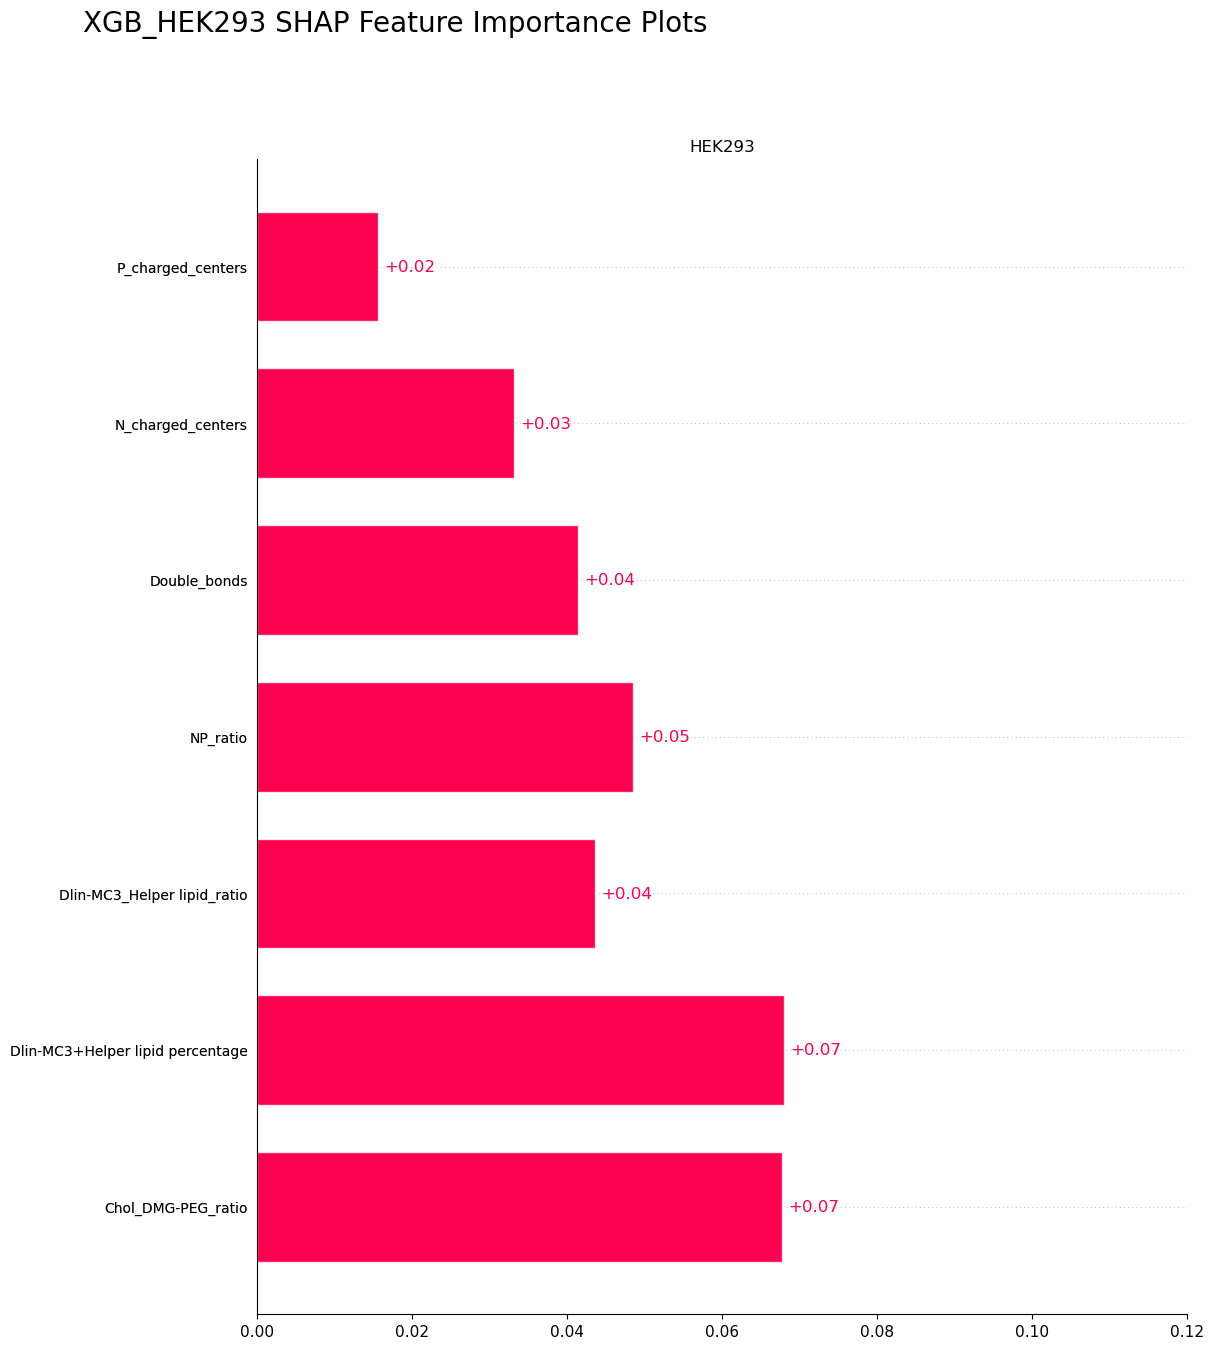 XGB_HEK293 SHAP Feature Importance Plots
HEK293
P_charged_centers +0.02
N_charged_centers +0.03
Double_bonds +0.04
NP_ratio +0.05
Dlin-MC3_Helper lipid_ratio +0.04
Dlin-MC3+Helper lipid percentage +0.07
Chol_DMG-PEG_ratio +0.07
0.00 0.02 0.04 0.06 0.08 0.10 0.12